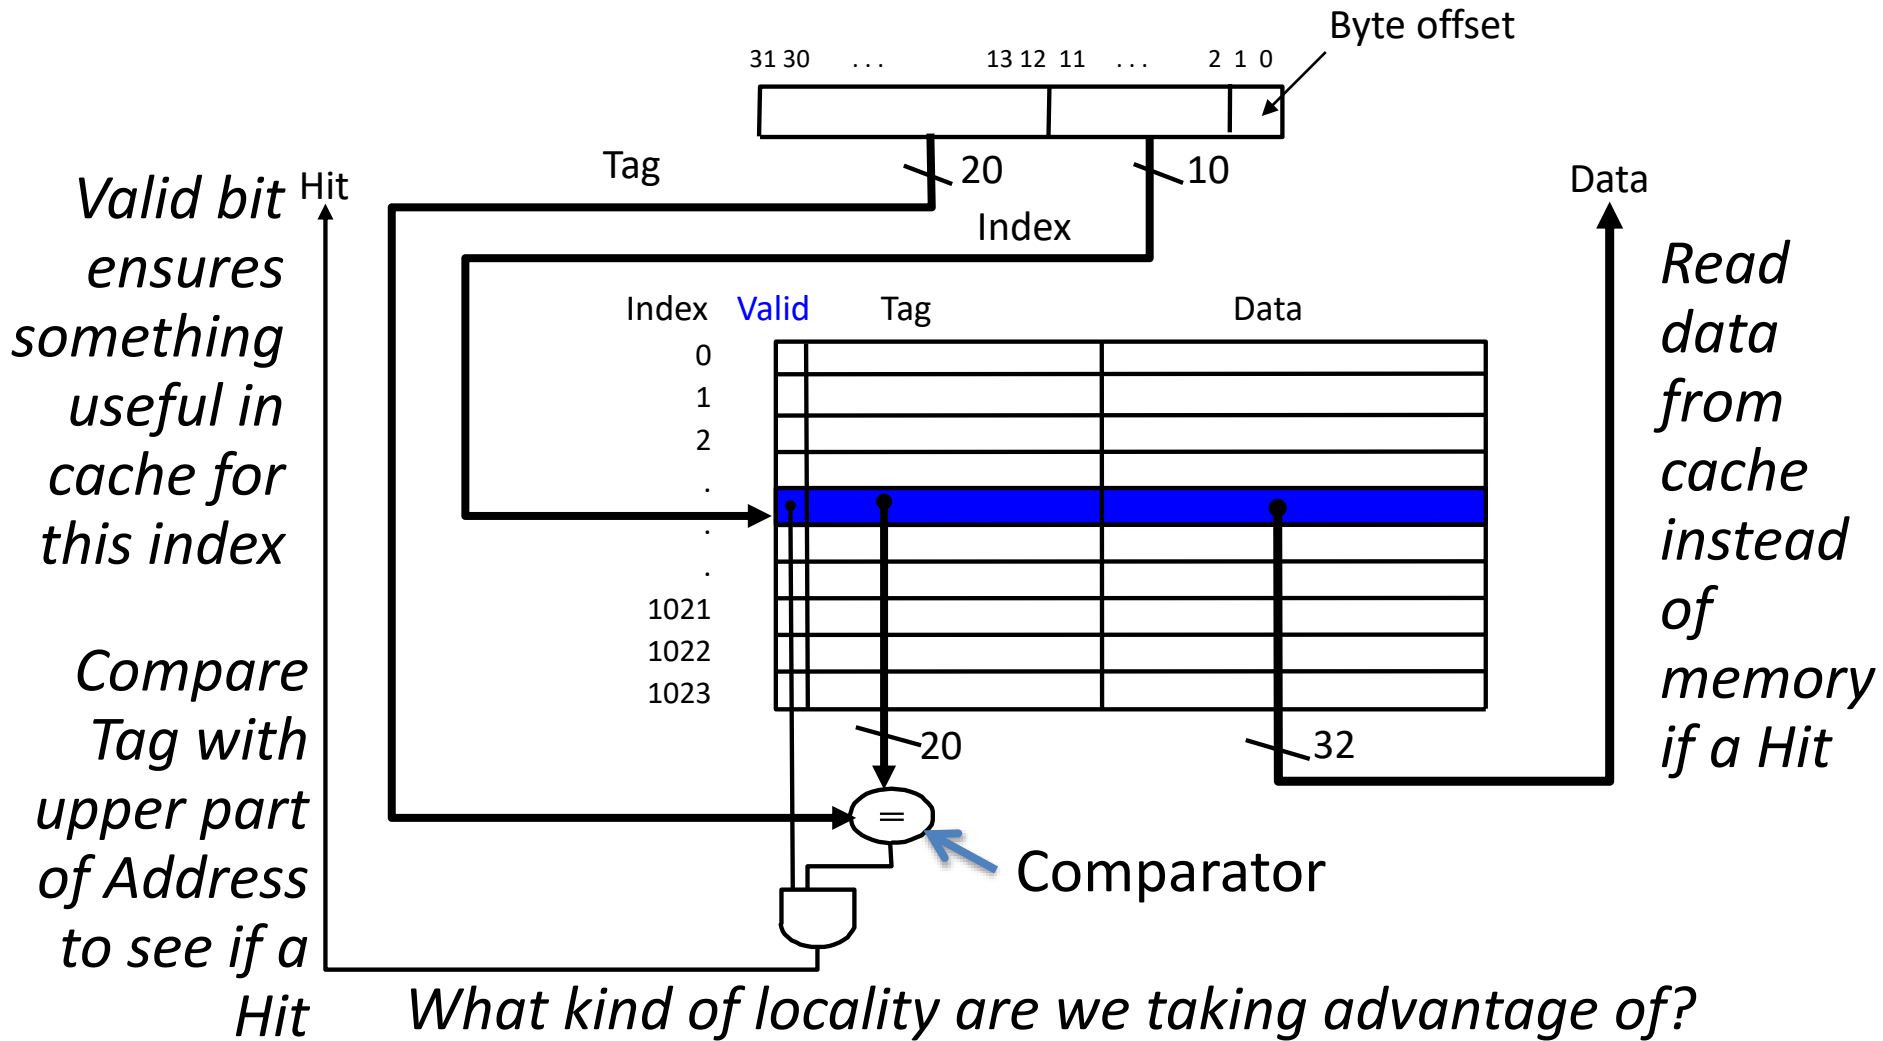 Byte offset
31 30 . . . 13 12 11 . . . 2 1 0
Tag
20
10
Index
Hit
Data
Valid bit
ensures
something
useful in
cache for
this index
Compare
Tag with
upper part
of Address
to see if a
Hit
Index Valid Tag Data
0
1
2
.
.
.
1021
1022
1023
20
32
=
Comparator
Read
data
from
cache
instead
of
memory
if a Hit
What kind of locality are we taking advantage of?